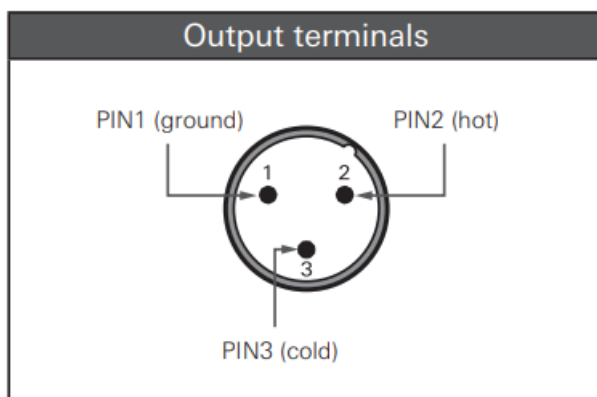 Output terminals
PIN1 (ground)
PIN2 (hot)
1
2
3
PIN3 (cold)